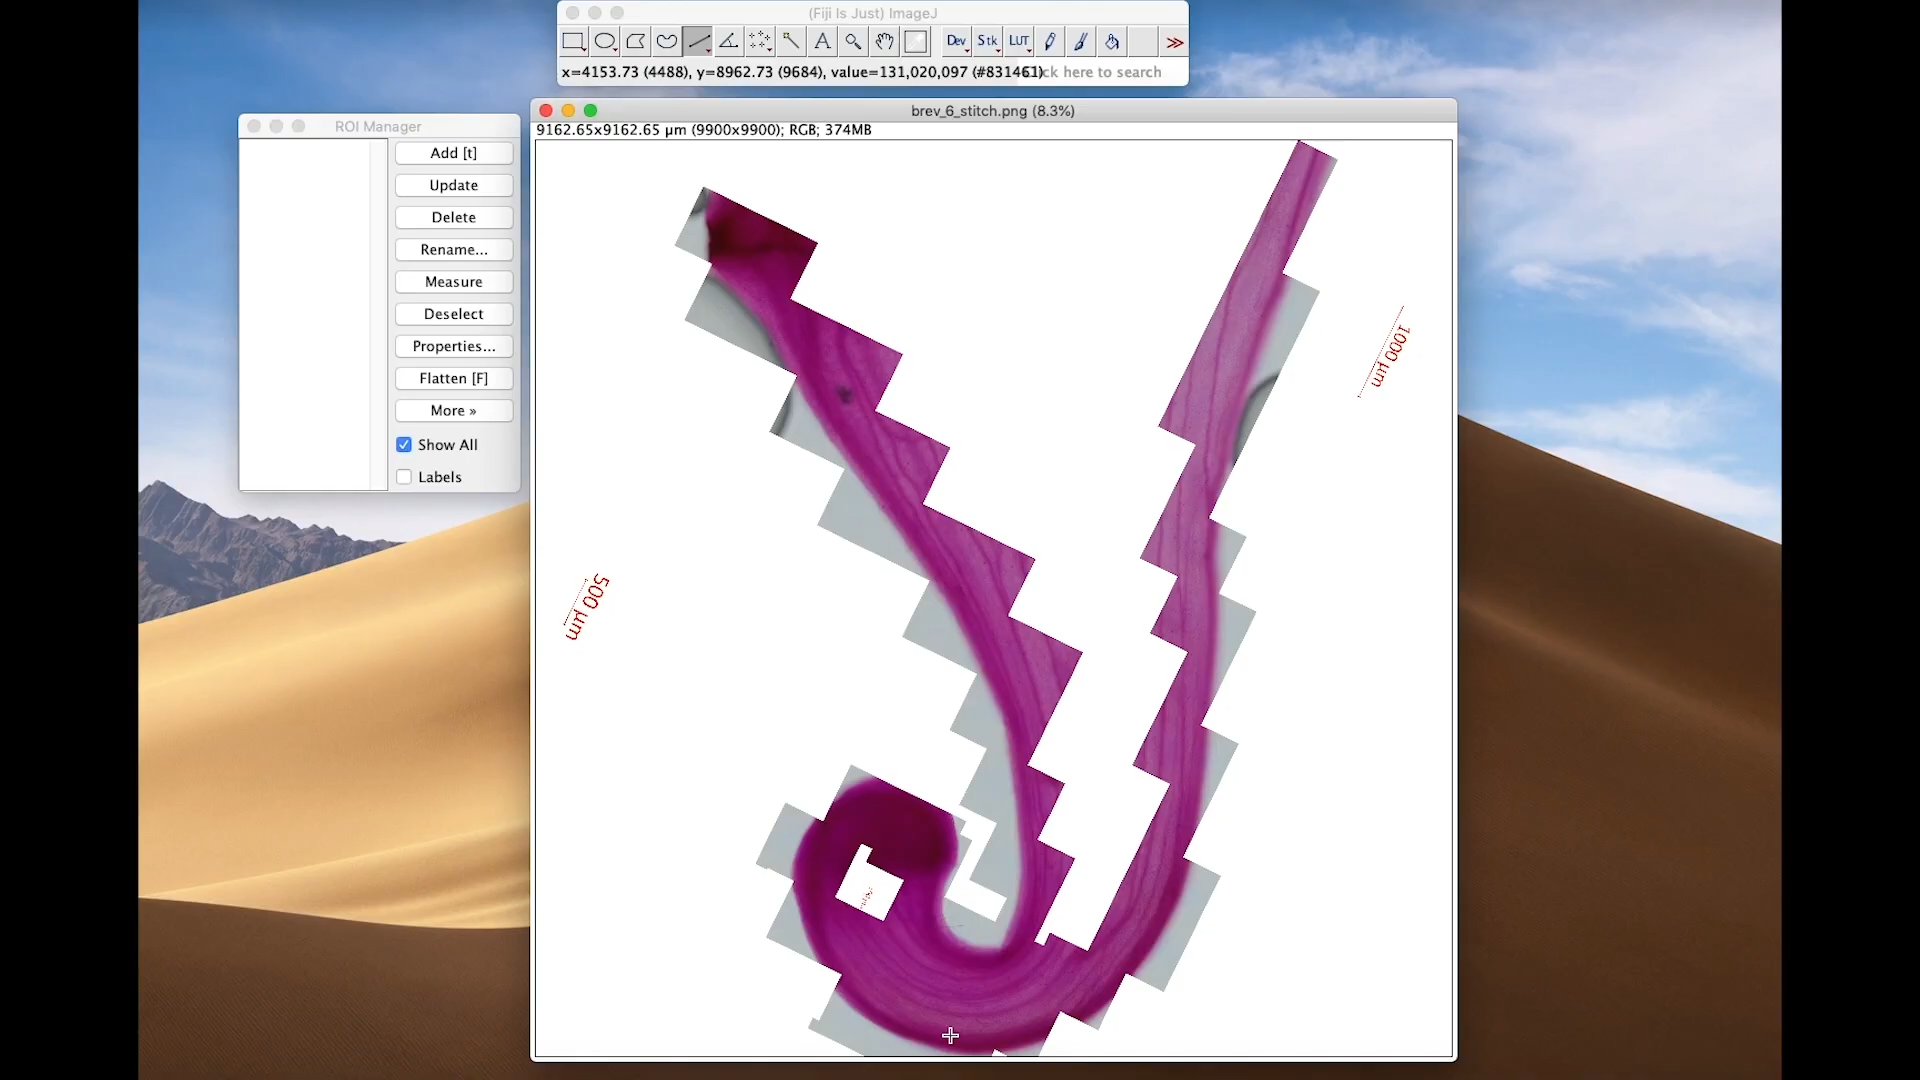 (Fiji Is Just) ImageJ
A
Dev
Stk
LUT
x=4153.73 (4488), y=8962.73 (9684), value=131,020,097 (#831461)
ck here to search
ROI Manager
Add [t]
Update
Delete
Rename...
Measure
Deselect
Properties...
Flatten [F]
More »
Show All
Labels
brev_6_stitch.png (8.3%)
9162.65x9162.65 µm (9900x9900); RGB; 374MB
1000 µm
500 µm